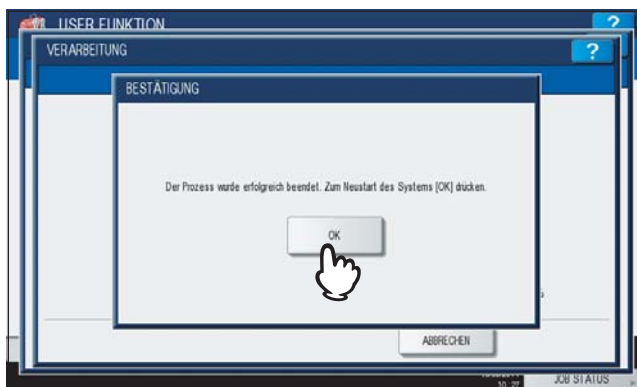 USER FUNKTION
?
VERARBEITUNG
?
BESTÄTIGUNG
Der Prozess wurde erfolgreich beendet. Zum Neustart des Systems [OK] drücken.
OK
ABBRECHEN
JOB STATUS